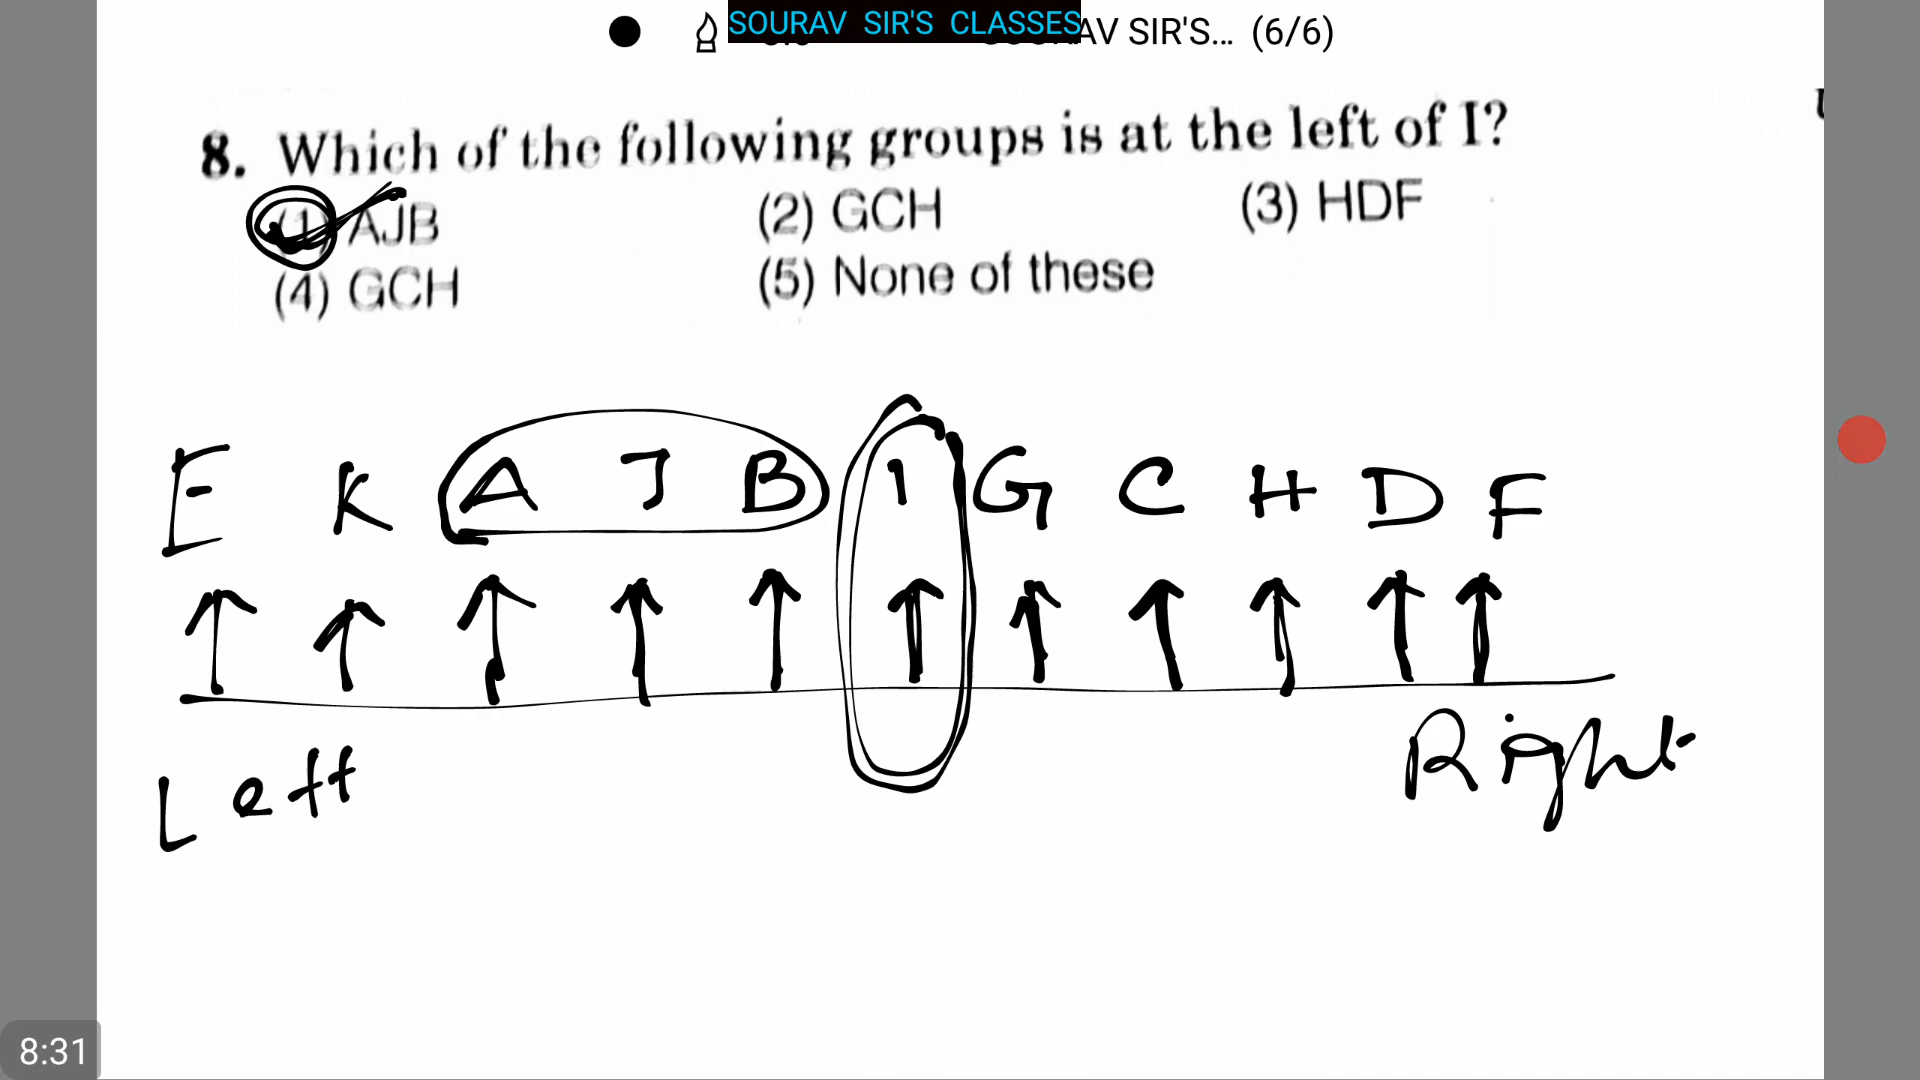 SOURAV SIR'S CLASSES AV SIR'S... (6/6)
8. Which of the following groups is at the left of I?
(1) AJB (2) GCH (3) HDF
(4) GCH (5) None of these
E K A J B I G C H D F
Left Right
8:31